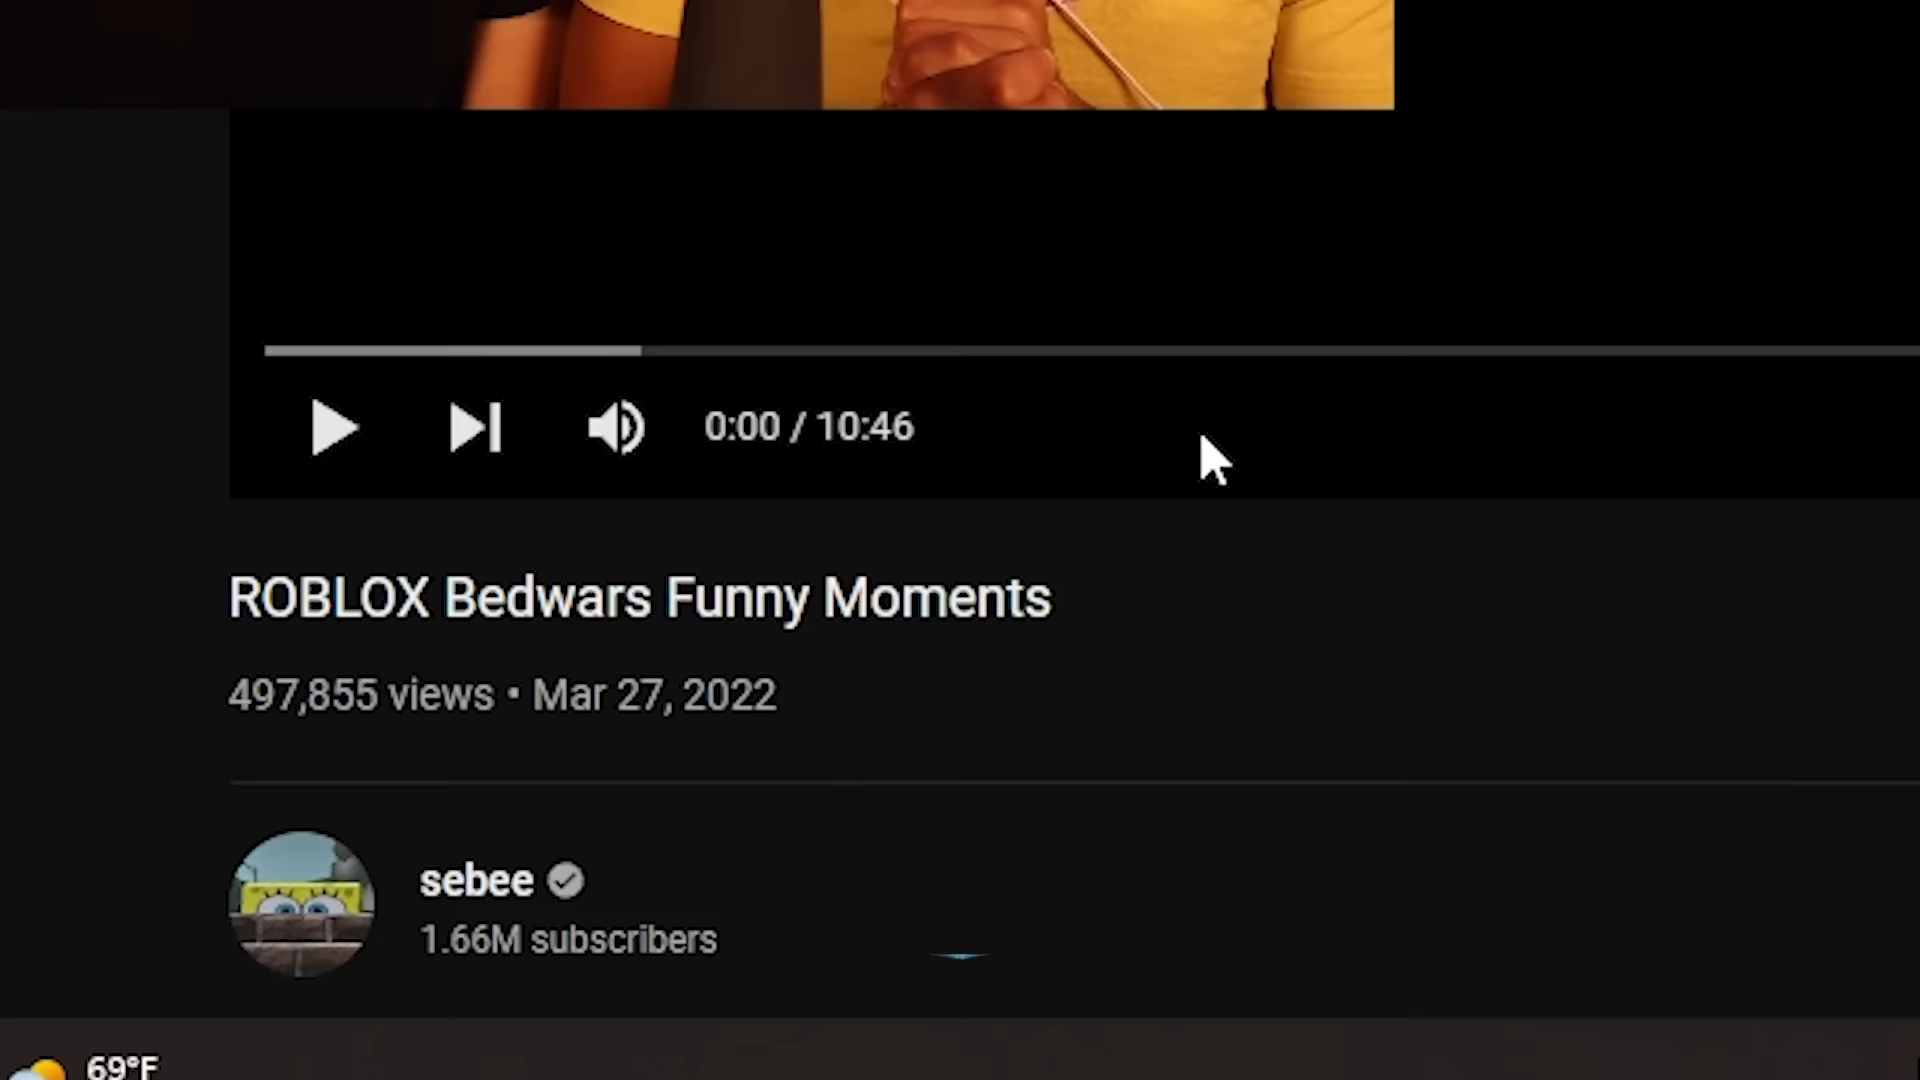 0:00 / 10:46
ROBLOX Bedwars Funny Moments
497,855 views • Mar 27, 2022
sebee
1.66M subscribers
69°F